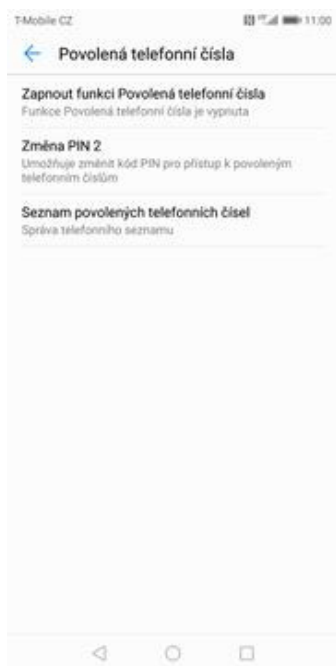 T-Mobile CZ
11:00
Povolená telefonní čísla
Zapnout funkci Povolená telefonní čísla
Funkce Povolená telefonní čísla je vypnuta
Změna PIN 2
Umožňuje změnit kód PIN pro přístup k povoleným
telefonním číslům
Seznam povolených telefonních čísel
Správa telefonního seznamu